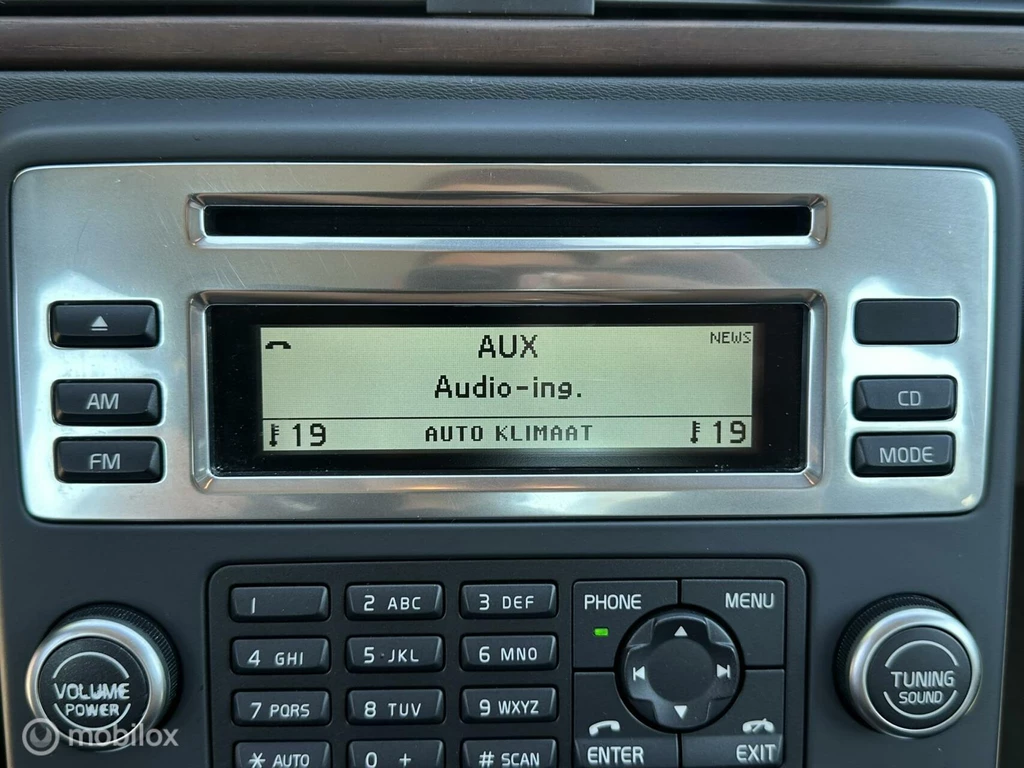 AUX NEWS
Audio-ing.
19 AUTO KLIMAAT 19
AM
FM
CD
MODE
1 2 ABC 3 DEF
4 GHI 5 JKL 6 MNO
7 PQRS 8 TUV 9 WXYZ
* AUTO 0 + # SCAN
PHONE MENU
ENTER EXIT
VOLUME
POWER
TUNING
SOUND
mobilox